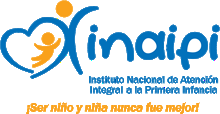 inaipi
Instituto Nacional de Atención
Integral a la Primera Infancia
¡Ser niño y niña nunca fue mejor!